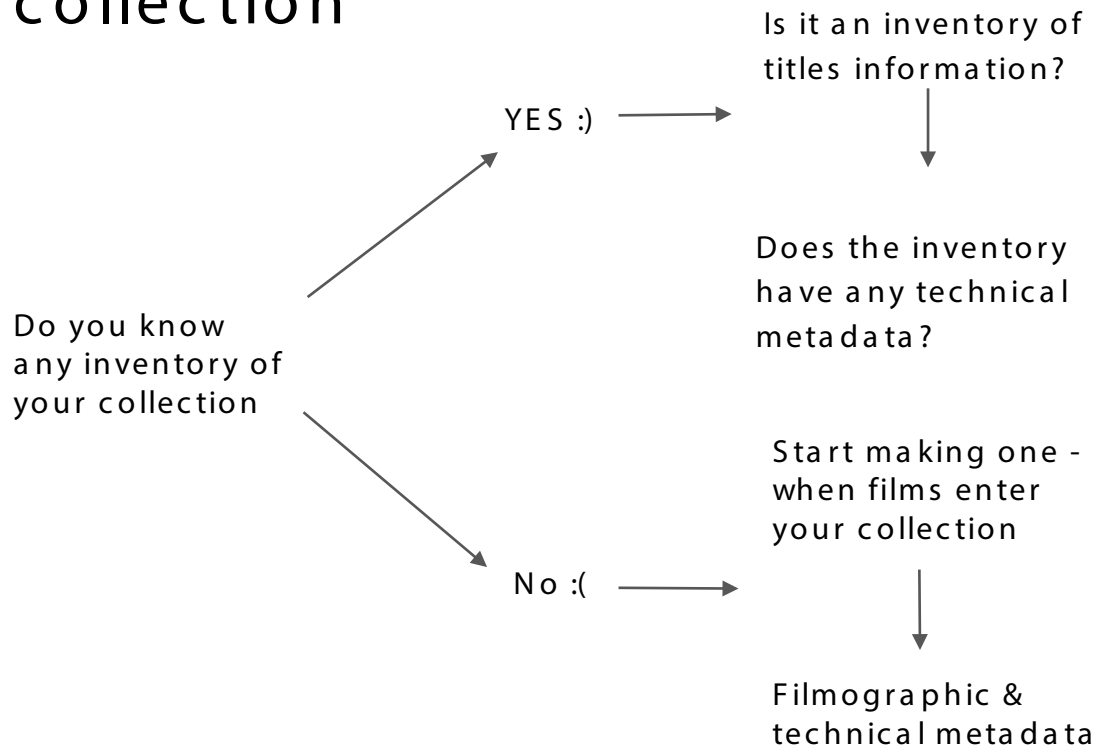 collection
Do you know
any inventory of
your collection
YES :)
Is it an inventory of
titles information?
Does the inventory
have any technical
metadata?
No :(
Start making one -
when films enter
your collection
Filmographic &
technical metadata